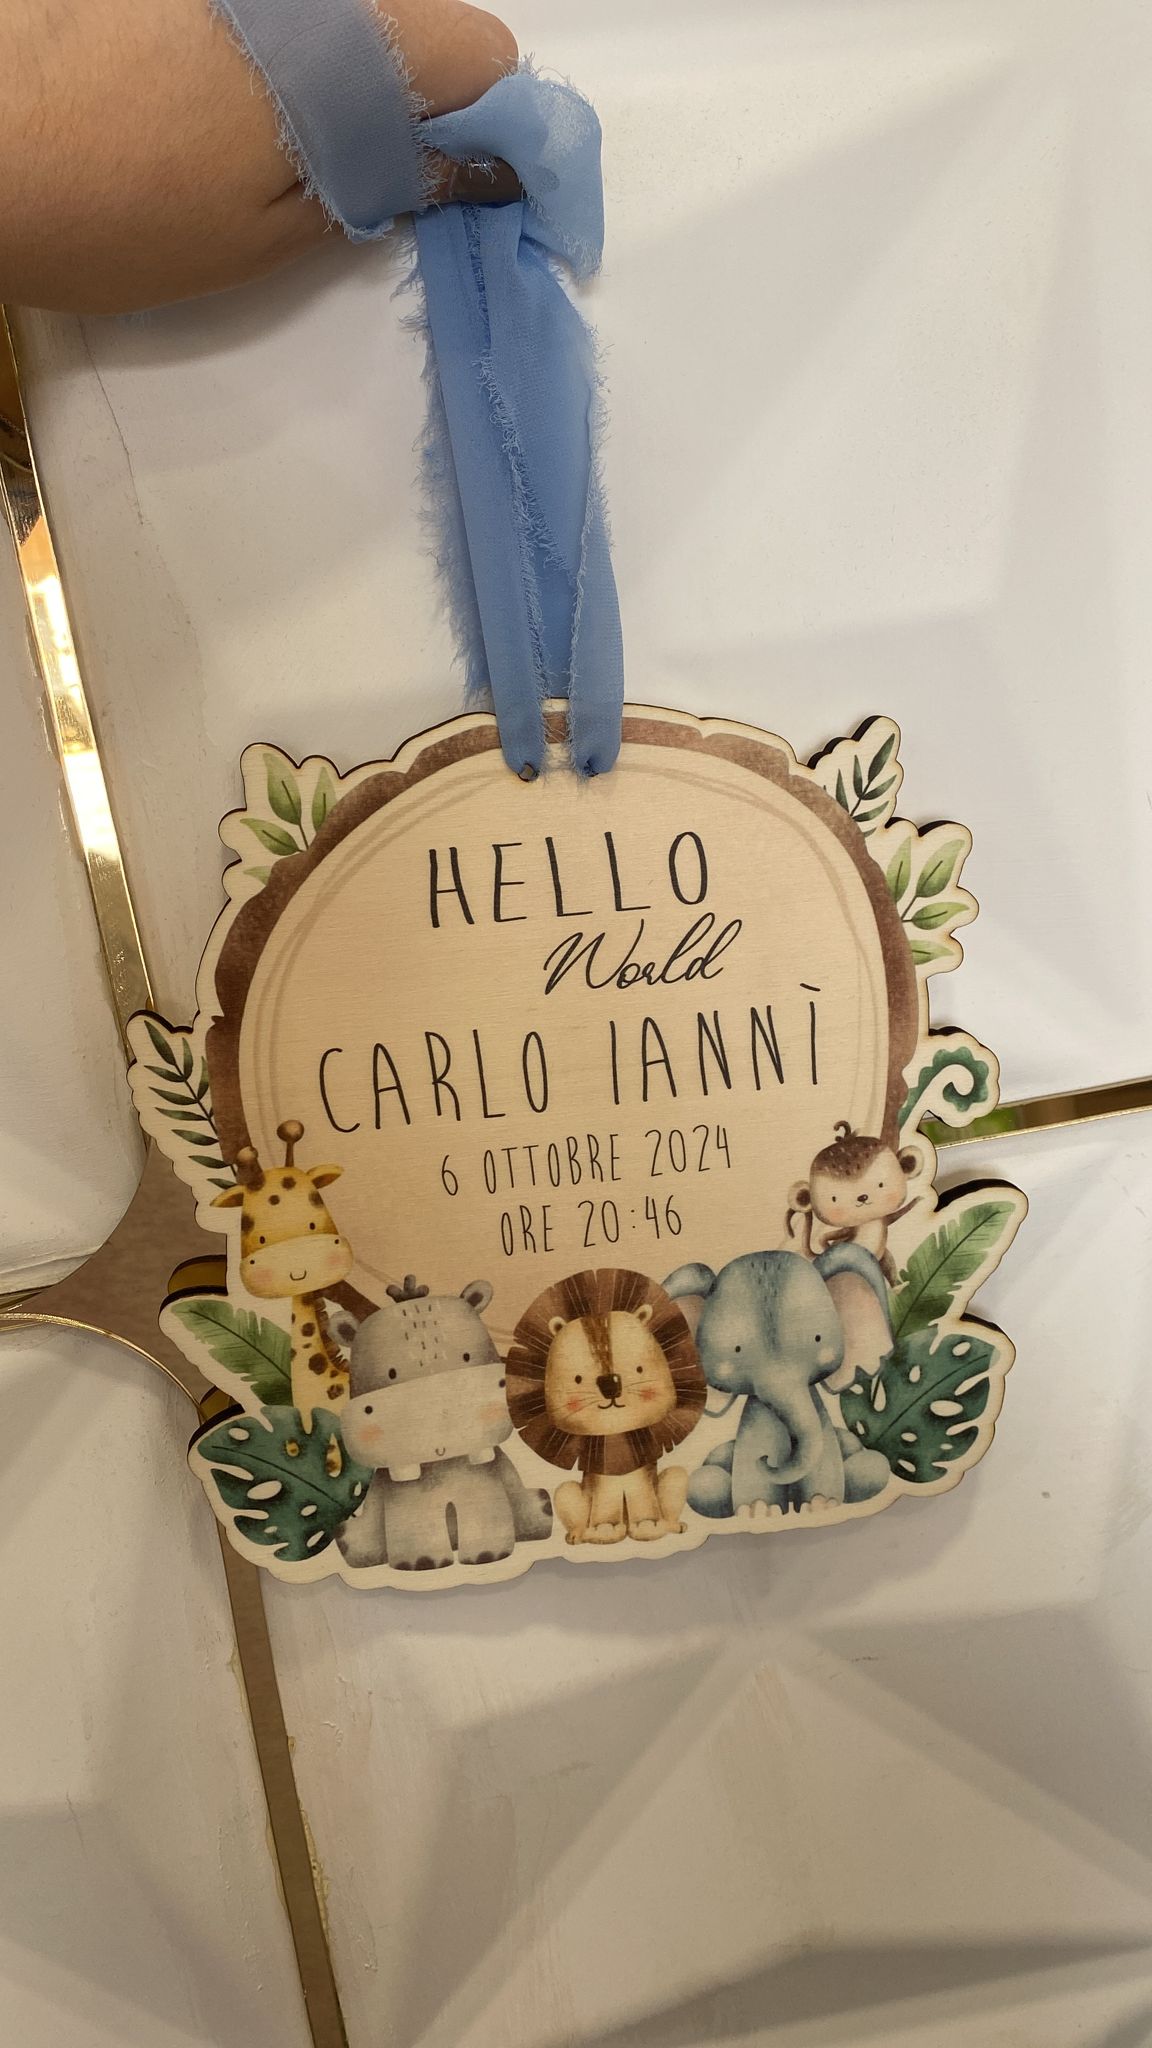 HELLO
World
CARLO IANNÌ
6 OTTOBRE 2024
ORE 20:46